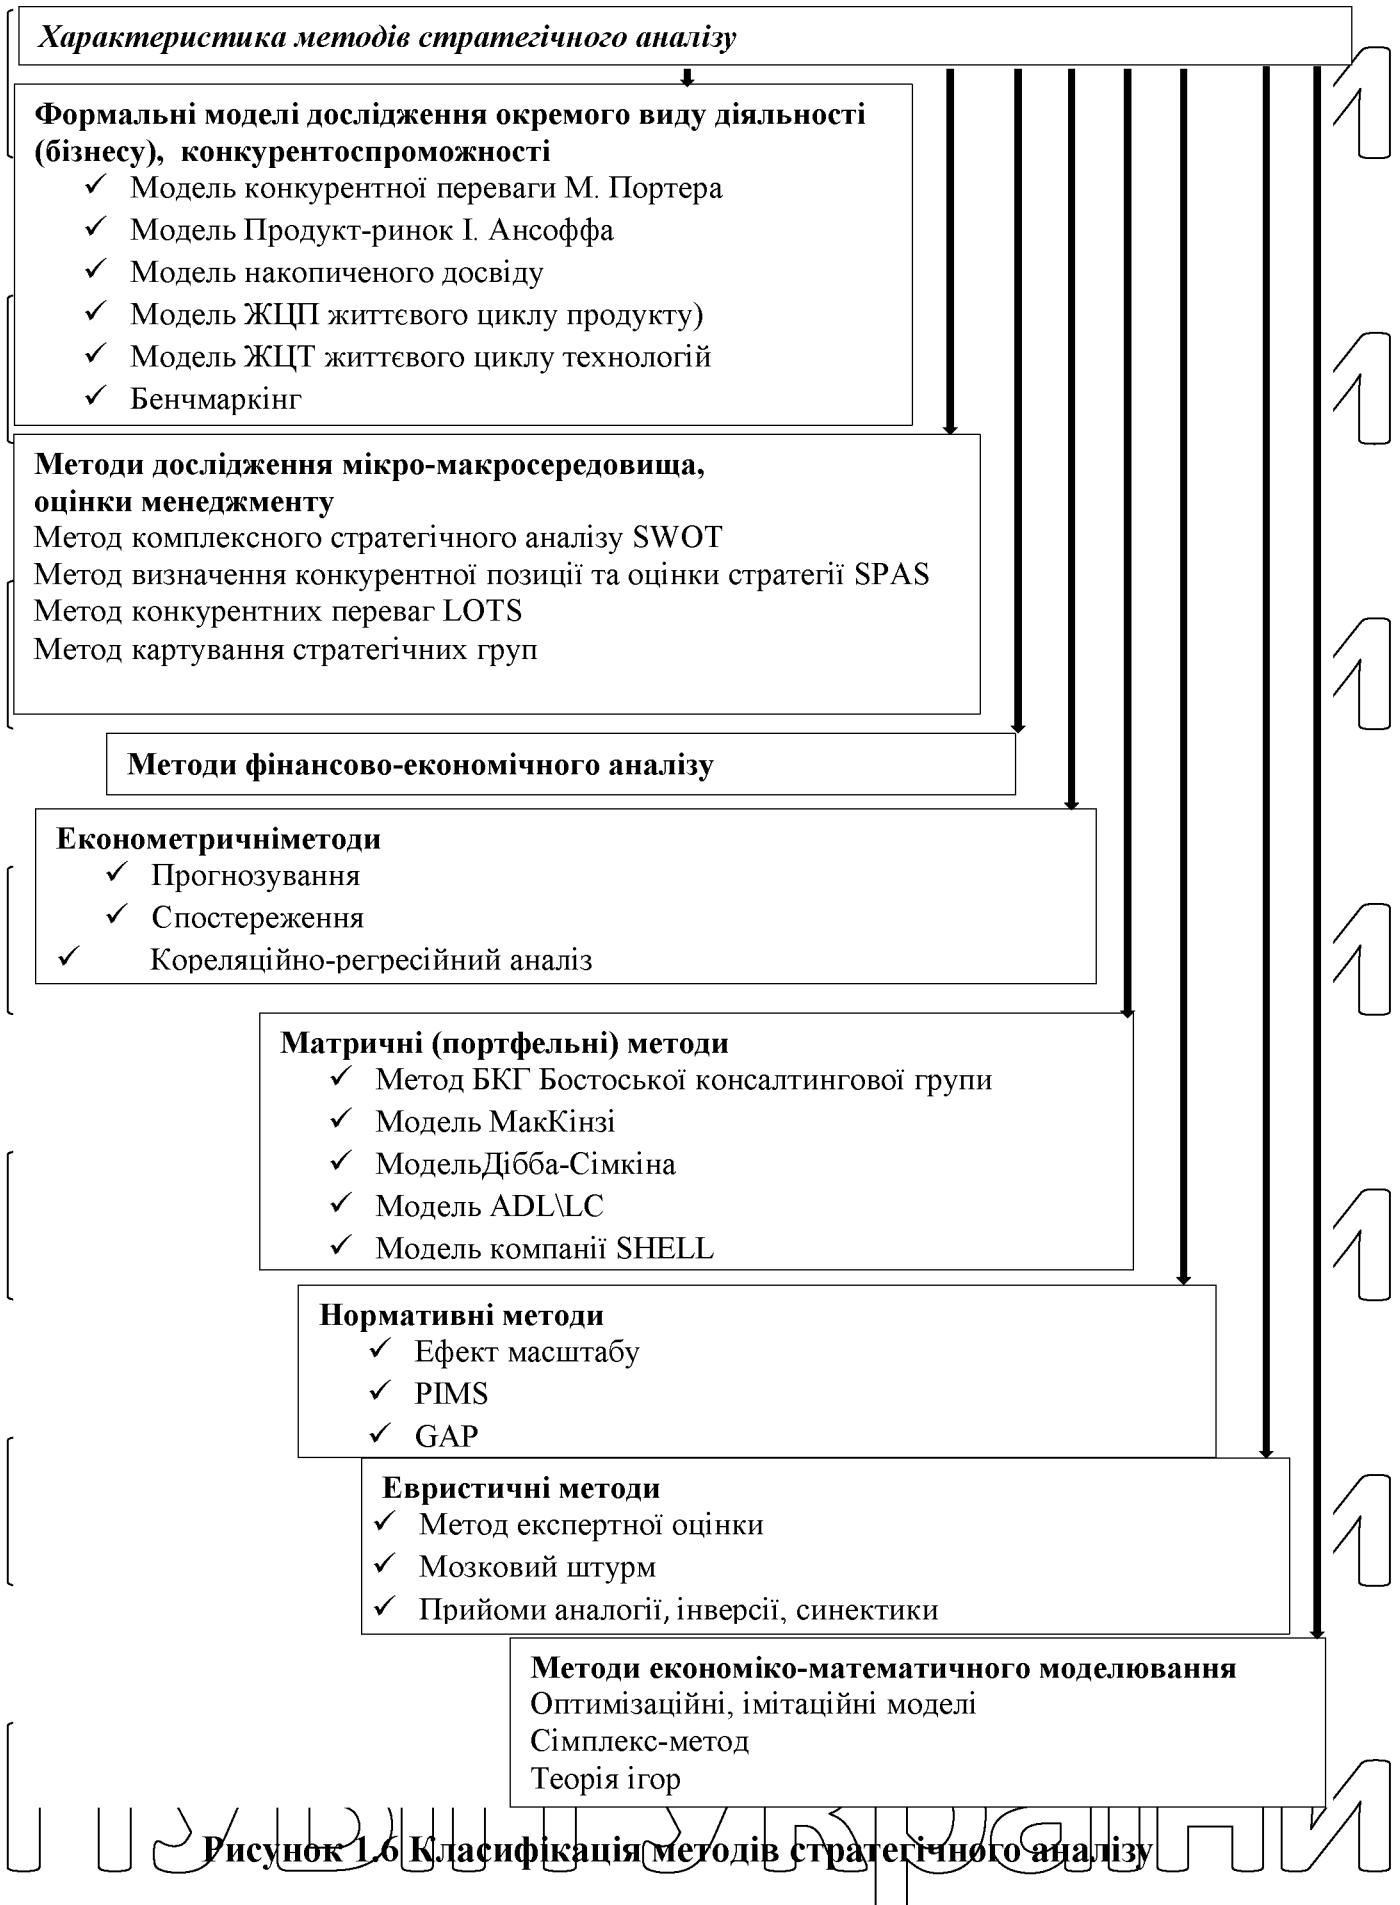 Характеристика методів стратегічного аналізу
Формальні моделі дослідження окремого виду діяльності
(бізнесу), конкурентоспроможності
✓ Модель конкурентної переваги М. Портера
✓ Модель Продукт-ринок І. Ансоффа
✓ Модель накопиченого досвіду
✓ Модель ЖЦП життєвого циклу продукту)
✓ Модель ЖЦТ життєвого циклу технологій
✓ Бенчмаркінг
Методи дослідження мікро-макросередовища,
оцінки менеджменту
Метод комплексного стратегічного аналізу SWOT
Метод визначення конкурентної позиції та оцінки стратегії SPAS
Метод конкурентних переваг LOTS
Метод картування стратегічних груп
Методи фінансово-економічного аналізу
Економетричніметоди
✓ Прогнозування
✓ Спостереження
✓ Кореляційно-регресійний аналіз
Матричні (портфельні) методи
✓ Метод БКГ Бостоської консалтингової групи
✓ Модель МакКінзі
✓ МодельДібба-Сімкіна
✓ Модель ADL\LC
✓ Модель компанії SHELL
Нормативні методи
✓ Ефект масштабу
✓ PIMS
✓ GAP
Евристичні методи
✓ Метод експертної оцінки
✓ Мозковий штурм
✓ Прийоми аналогії, інверсії, синектики
Методи економіко-математичного моделювання
Оптимізаційні, імітаційні моделі
Сімплекс-метод
Теорія ігор
НУБІП України
Рисунок 1.6 Класифікація методів стратегічного аналізу